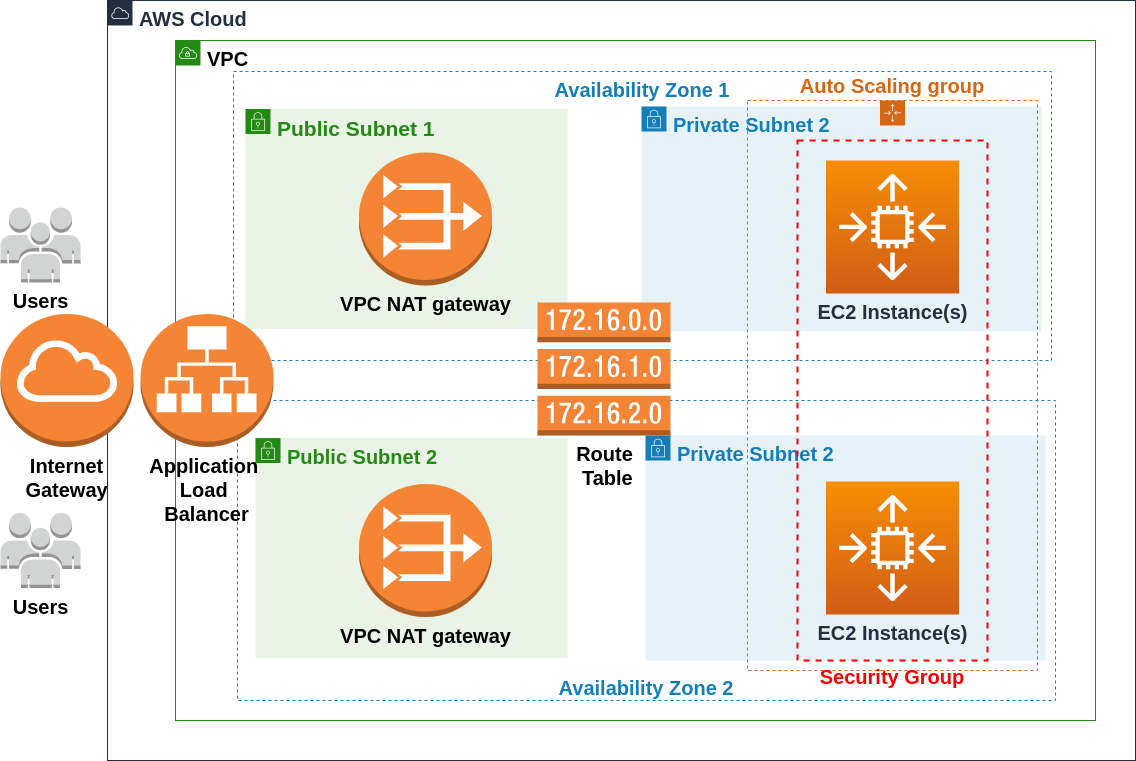 AWS Cloud
VPC
Availability Zone 1
Auto Scaling group
Public Subnet 1
Private Subnet 2
VPC NAT gateway
EC2 Instance(s)
Users
172.16.0.0
172.16.1.0
172.16.2.0
Route
Table
Internet
Gateway
Application
Load
Balancer
Public Subnet 2
Private Subnet 2
VPC NAT gateway
EC2 Instance(s)
Users
Security Group
Availability Zone 2